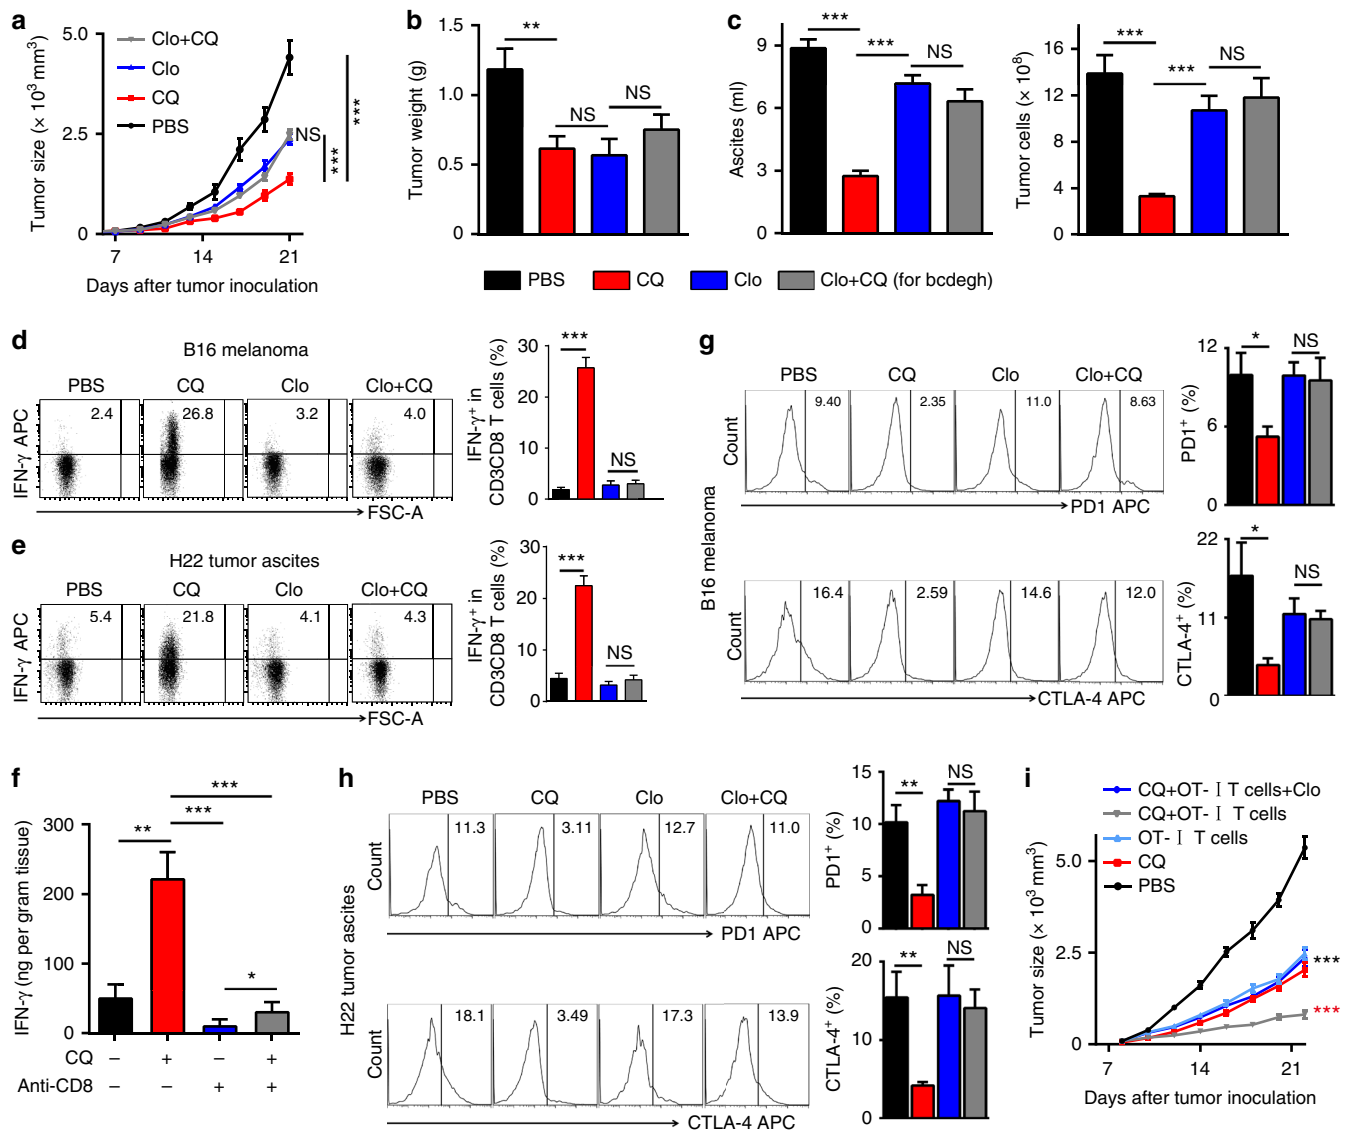 a
Clo+CQ
Clo
CQ
PBS
Tumor size (× 10³ mm³)
5.0
2.5
0
7
14
21
Days after tumor inoculation
NS
***
***
b
Tumor weight (g)
1.5
1.0
0.5
0
**
NS
NS
c
Ascites (ml)
9
6
3
0
***
***
NS
Tumor cells (× 10⁸)
16
12
8
4
0
***
***
NS
PBS
CQ
Clo
Clo+CQ (for bcdegh)
d
B16 melanoma
PBS
CQ
Clo
Clo+CQ
2.4
26.8
3.2
4.0
IFN-γ APC
FSC-A
IFN-γ⁺ in
CD3CD8 T cells (%)
30
20
10
0
***
NS
e
H22 tumor ascites
PBS
CQ
Clo
Clo+CQ
5.4
21.8
4.1
4.3
IFN-γ APC
FSC-A
IFN-γ⁺ in
CD3CD8 T cells (%)
30
20
10
0
***
NS
g
B16 melanoma
PBS
CQ
Clo
Clo+CQ
9.40
2.35
11.0
8.63
Count
PD1 APC
PD1⁺ (%)
12
6
0
*
NS
16.4
2.59
14.6
12.0
Count
CTLA-4 APC
CTLA-4⁺ (%)
22
11
0
*
NS
f
IFN-γ (ng per gram tissue)
300
200
100
0
**
***
***
*
CQ – + – +
Anti-CD8 – – + +
h
H22 tumor ascites
PBS
CQ
Clo
Clo+CQ
11.3
3.11
12.7
11.0
Count
PD1 APC
PD1⁺ (%)
15
10
5
0
**
NS
18.1
3.49
17.3
13.9
Count
CTLA-4 APC
CTLA-4⁺ (%)
20
10
0
**
NS
i
CQ+OT-Ⅰ T cells+Clo
CQ+OT-Ⅰ T cells
OT-Ⅰ T cells
CQ
PBS
Tumor size (× 10³ mm³)
5.0
2.5
0
7
14
21
Days after tumor inoculation
***
***